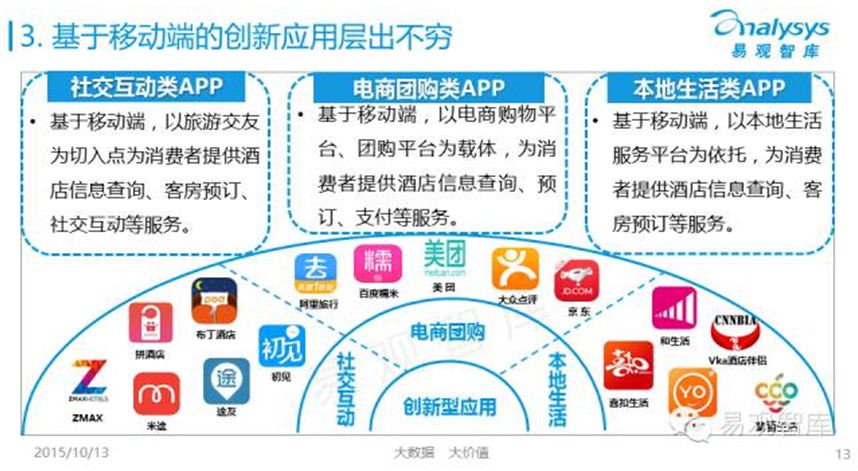 3. 基于移动端的创新应用层出不穷
analysys
易观智库
社交互动类APP
• 基于移动端，以旅游交友
为切入点为消费者提供酒
店信息查询、客房预订、
社交互动等服务。
电商团购类APP
• 基于移动端，以电商购物平
台、团购平台为载体，为消
费者提供酒店信息查询、预
订、支付等服务。
本地生活类APP
• 基于移动端，以本地生活
服务平台为依托，为消费
者提供酒店信息查询、客
房预订等服务。
去
阿里旅行
糯
百度糯米
美团
meituan.com
美团
大众点评
JD.COM
京东
拼酒店
pod
布丁酒店
初见
初见
ZMAXHOTELS
ZMAX
米途
途
途友
和生活
CNNBIA
Vka酒店伴侣
喜扣
喜扣生活
YO
社交互动
电商团购
本地生活
创新型应用
易观智库
易观智库
2015/10/13
大数据 大价值
13